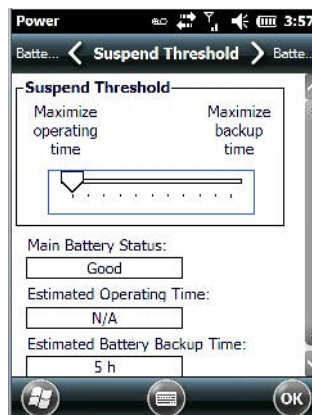 Power 3:57
Batte... Suspend Threshold Batte...
Suspend Threshold
Maximize operating time
Maximize backup time
Main Battery Status:
Good
Estimated Operating Time:
N/A
Estimated Battery Backup Time:
5 h
OK